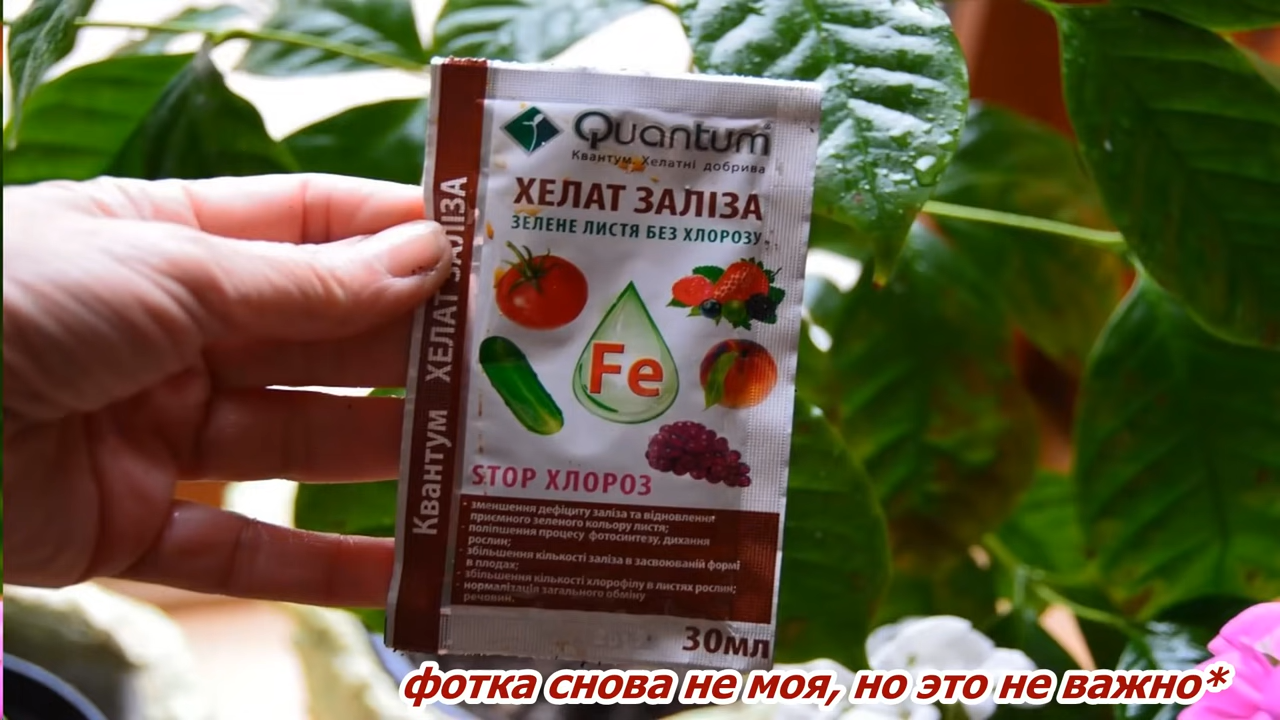 Quantum
Квантум. Хелатні добрива
ХЕЛАТ ЗАЛІЗА
ЗЕЛЕНЕ ЛИСТЯ БЕЗ ХЛОРОЗУ
Квантум ХЕЛАТ ЗАЛІЗА
Fe
STOP ХЛОРОЗ
- зменшення дефіциту заліза та відновлення
приємного зеленого кольору листя;
- поліпшення процесу фотосинтезу, дихання
рослин;
- збільшення кількості заліза в засвоюваній формі
в плодах;
- збільшення кількості хлорофілу в листях рослин;
- нормалізація загального обміну
речовин.
30мл
фотка снова не моя, но это не важно*